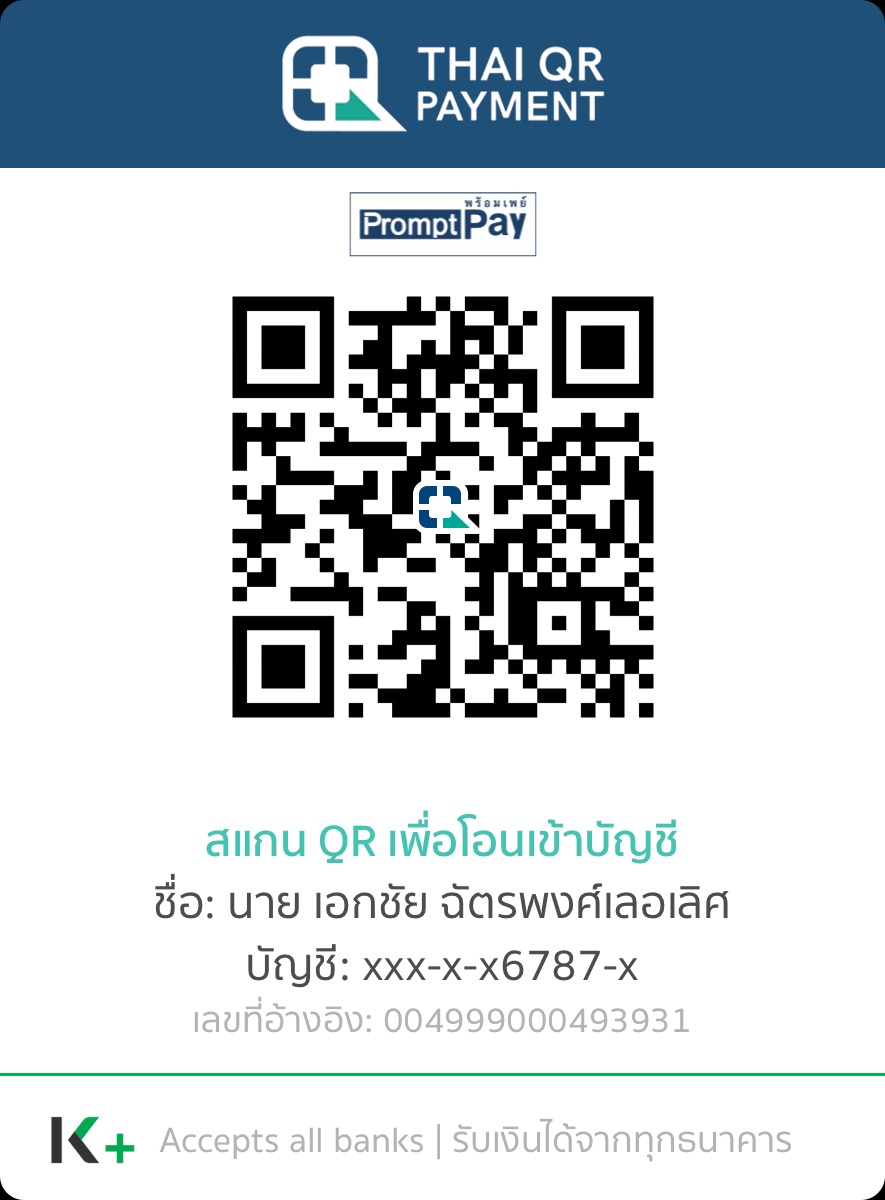 THAI QR
PAYMENT
พร้อมเพย์
PromptPay
สแกน QR เพื่อโอนเข้าบัญชี
ชื่อ: นาย เอกชัย ฉัตรพงศ์เลอเลิศ
บัญชี: xxx-x-x6787-x
เลขที่อ้างอิง: 004999000493931
K+ Accepts all banks | รับเงินได้จากทุกธนาคาร